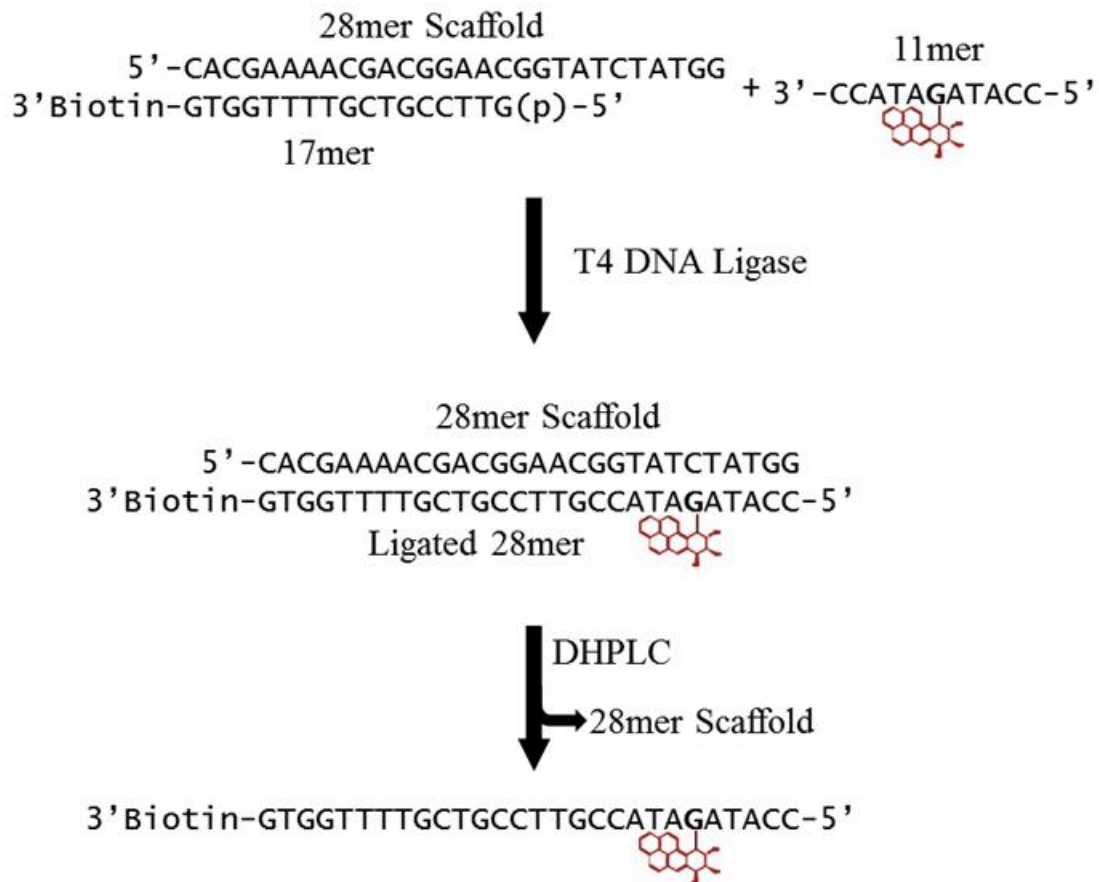 28mer Scaffold
5’-CACGAAAACGACGGAACGGTATCTATGG
3’Biotin-GTGGTTTTGCTGCCTTG(p)-5’
17mer
+
11mer
3’-CCATAGATACC-5’
T4 DNA Ligase
28mer Scaffold
5’-CACGAAAACGACGGAACGGTATCTATGG
3’Biotin-GTGGTTTTGCTGCCTTGCCATAGATACC-5’
Ligated 28mer
DHPLC
28mer Scaffold
3’Biotin-GTGGTTTTGCTGCCTTGCCATAGATACC-5’